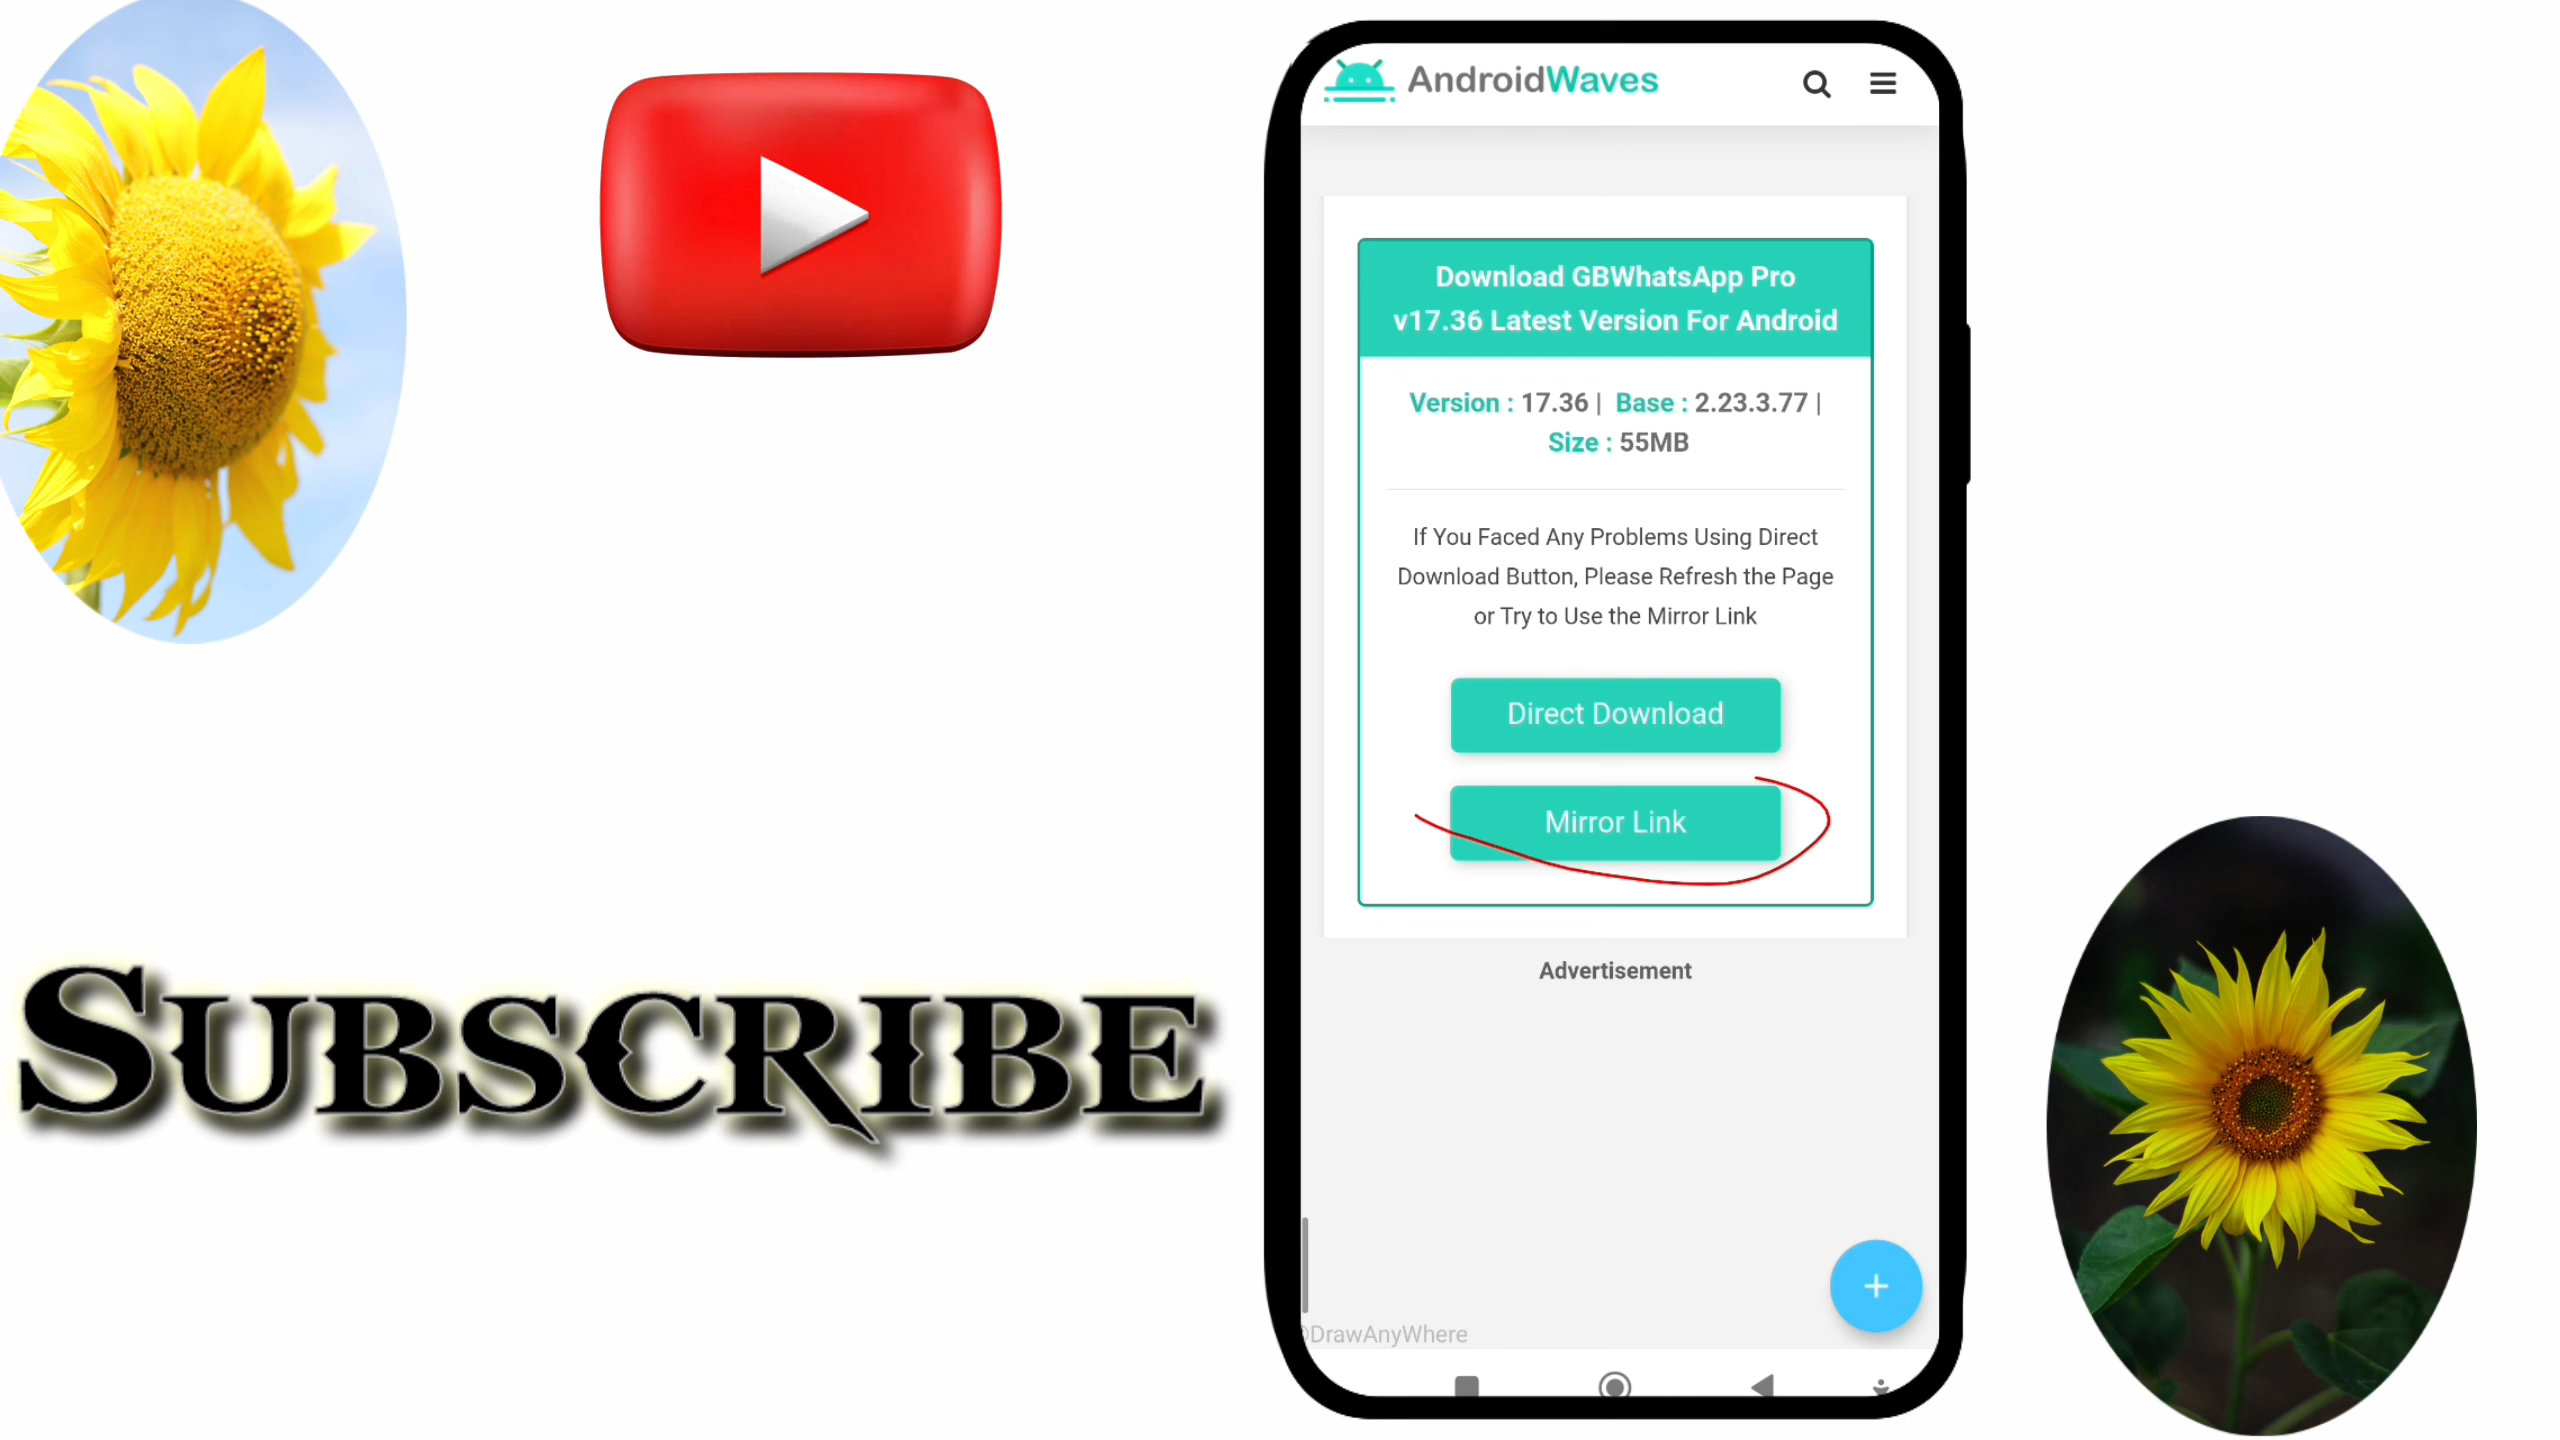 AndroidWaves
Download GBWhatsApp Pro
v17.36 Latest Version For Android
Version : 17.36 | Base : 2.23.3.77 |
Size : 55MB
If You Faced Any Problems Using Direct
Download Button, Please Refresh the Page
or Try to Use the Mirror Link
Direct Download
Mirror Link
Advertisement
SUBSCRIBE
DrawAnyWhere